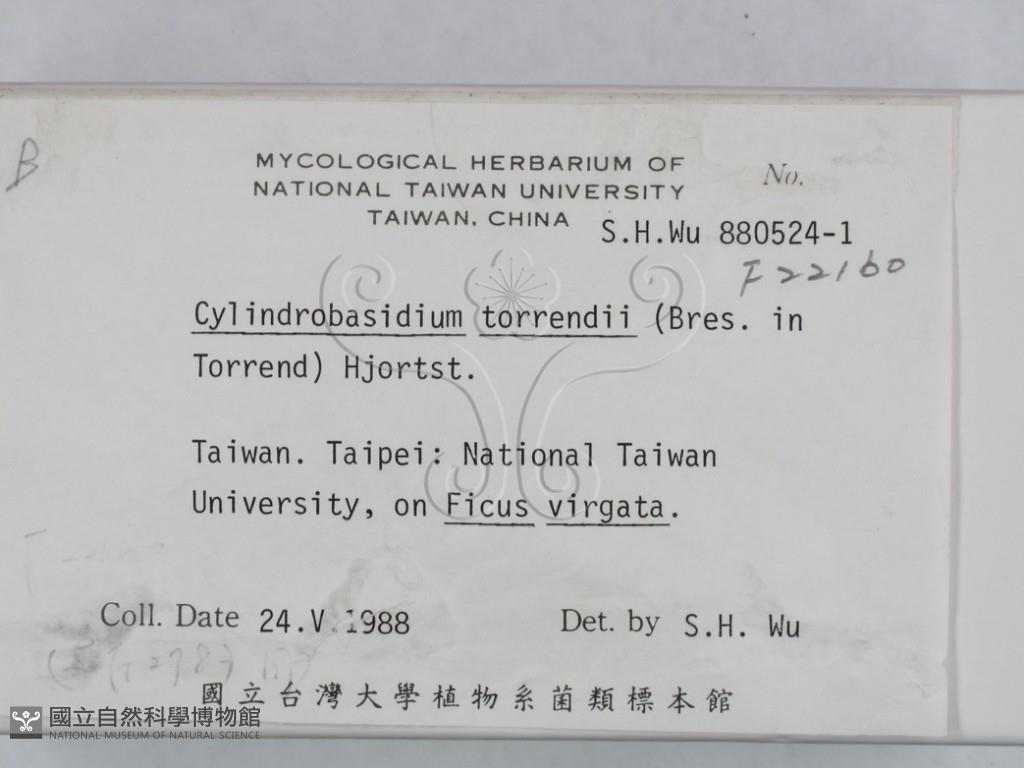 B
MYCOLOGICAL HERBARIUM OF
NATIONAL TAIWAN UNIVERSITY
TAIWAN, CHINA
No.
S.H.Wu 880524-1
F22160
Cylindrobasidium torrendii (Bres. in
Torrend) Hjortst.
Taiwan. Taipei: National Taiwan
University, on Ficus virgata.
Coll. Date 24.V.1988
Det. by S.H. Wu
國立台灣大學植物系菌類標本館
國立自然科學博物館
NATIONAL MUSEUM OF NATURAL SCIENCE